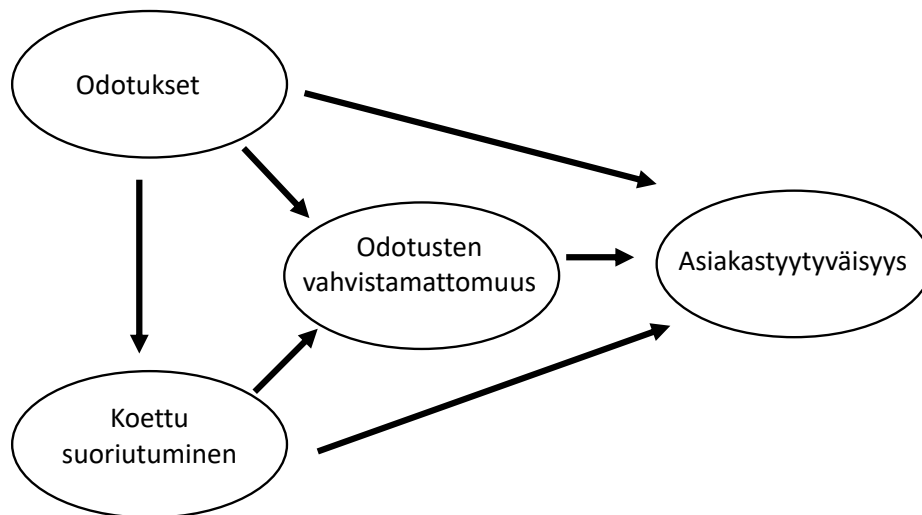 Odotukset
Odotusten
vahvistamattomuus
Asiakastyytyväisyys
Koettu
suoriutuminen